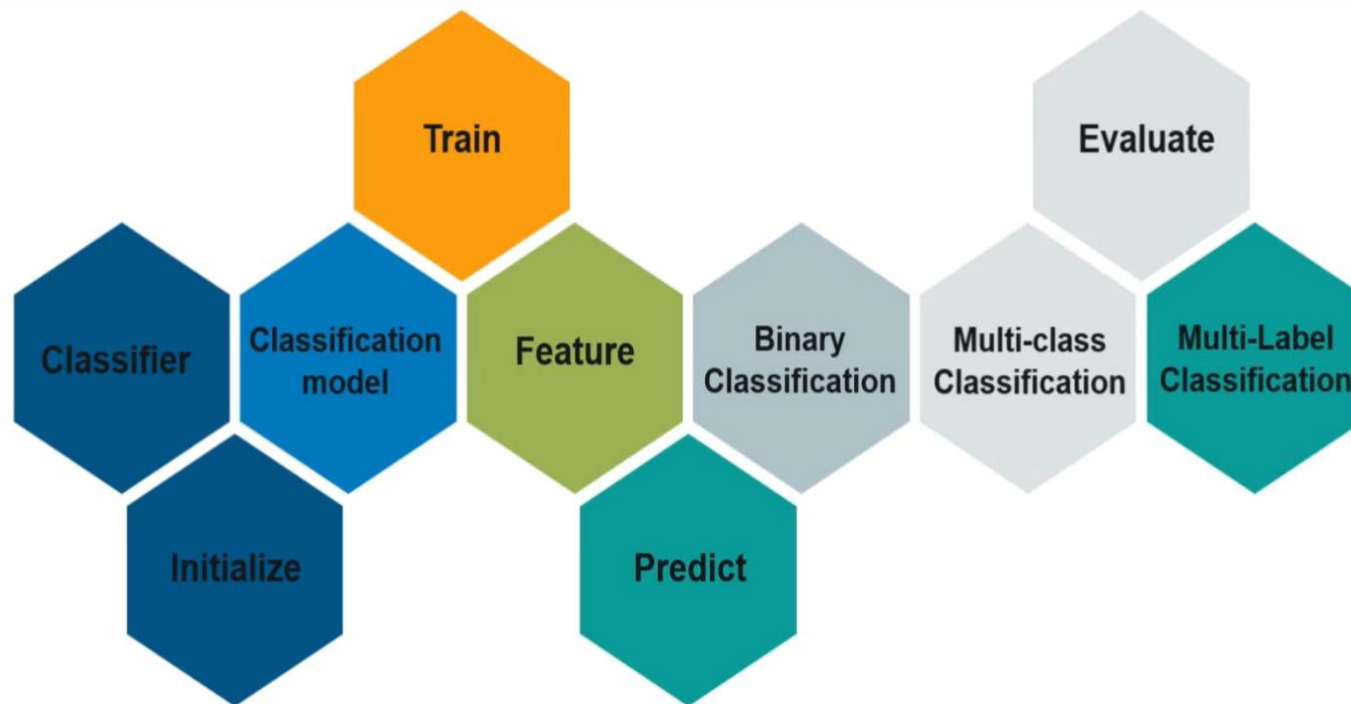 Train
Evaluate
Classifier
Classification
model
Feature
Binary
Classification
Multi-class
Classification
Multi-Label
Classification
Initialize
Predict